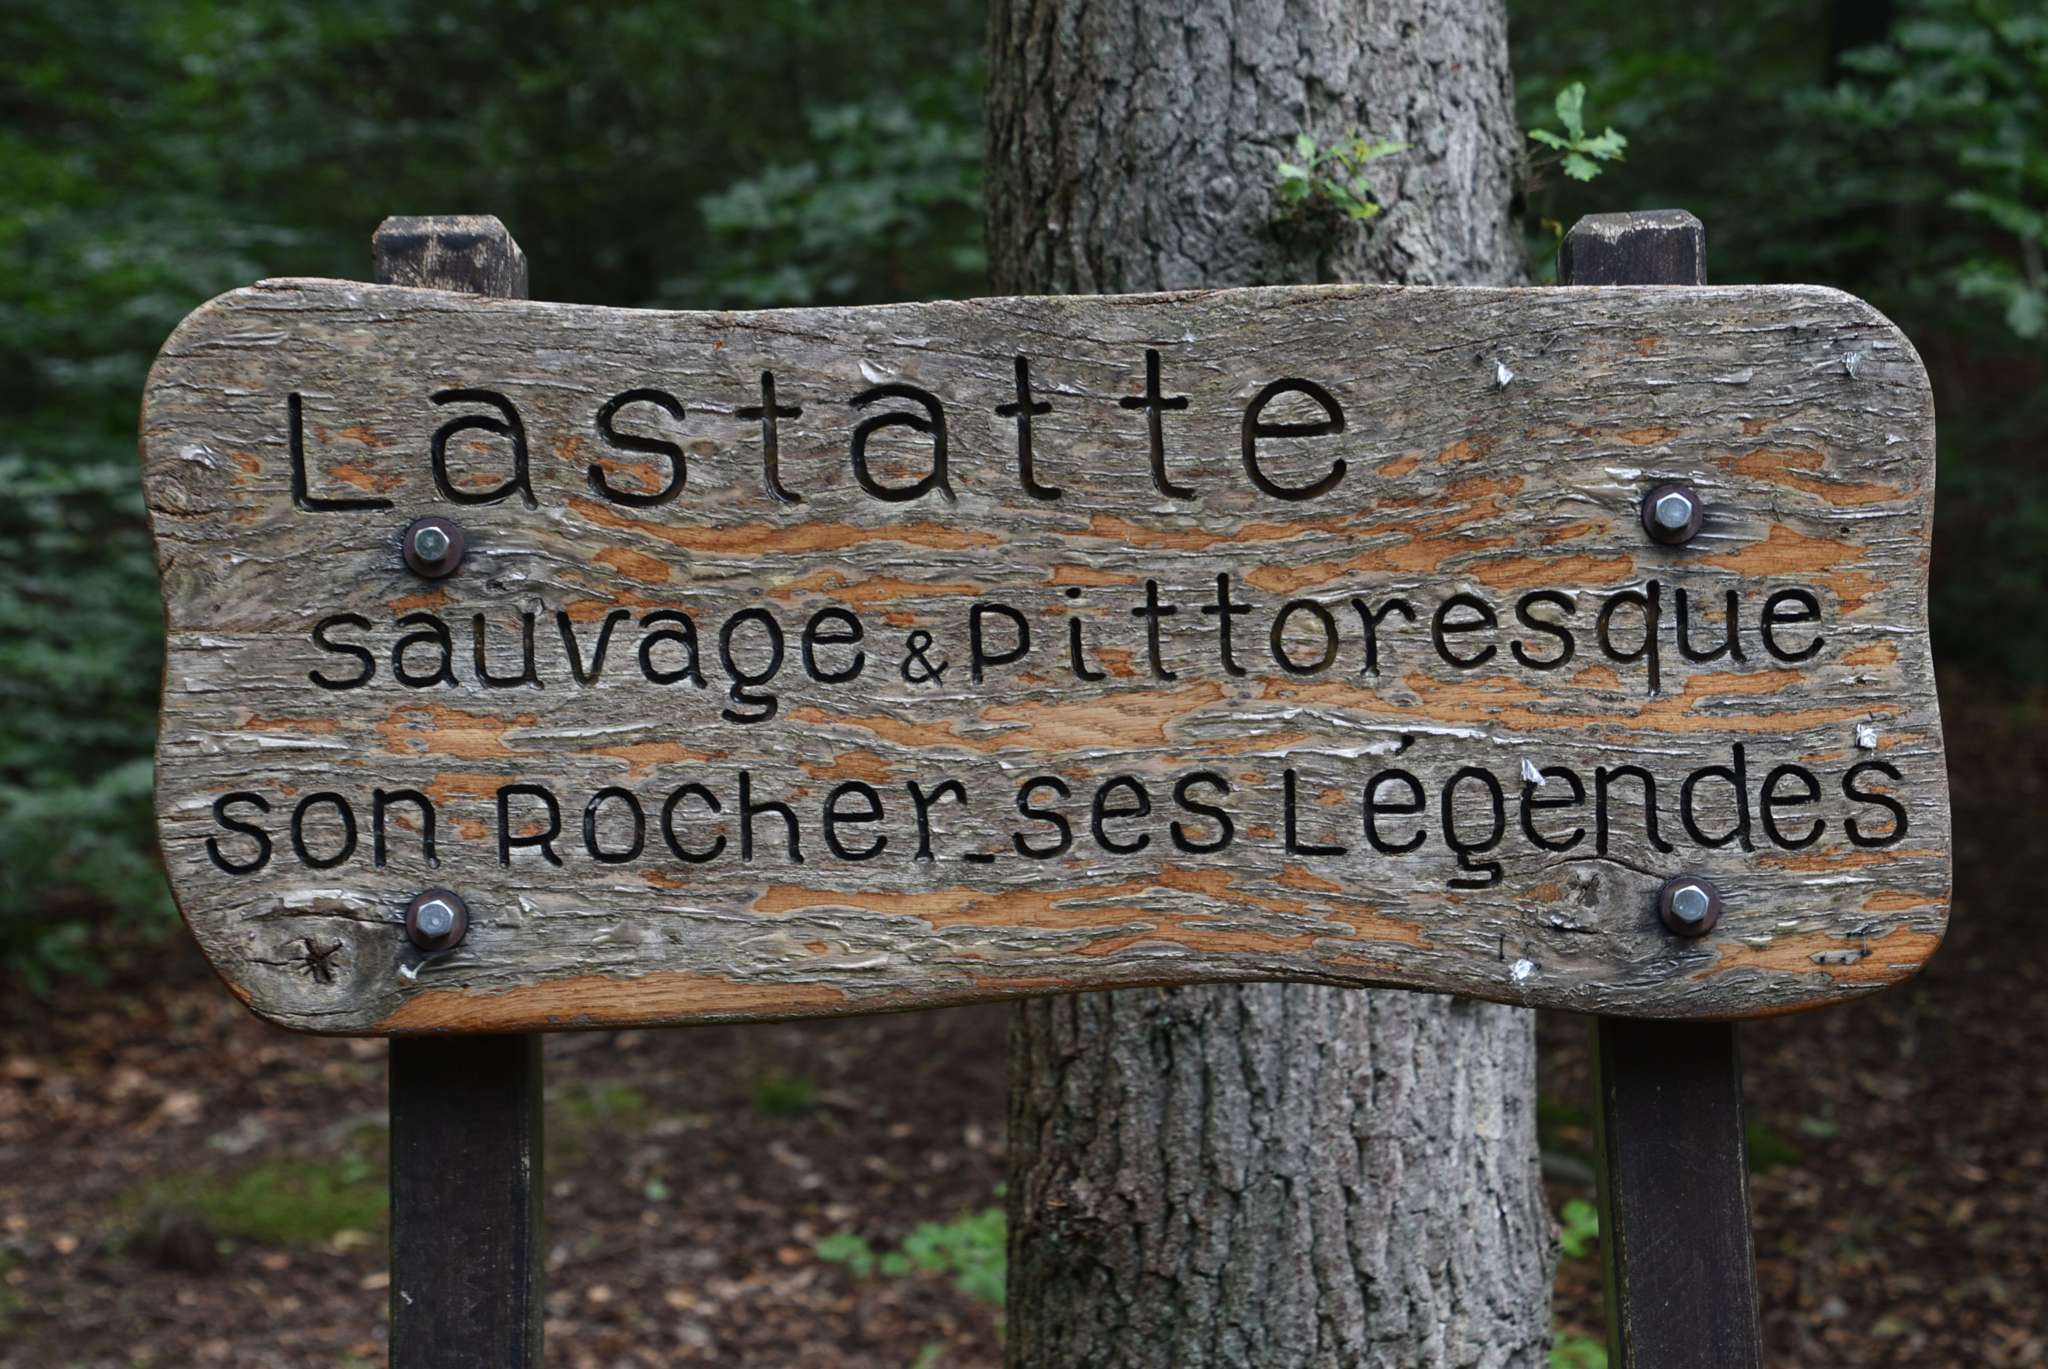 Lastatte
sauvage & Pittoresque
son Rocher_ses Légendes